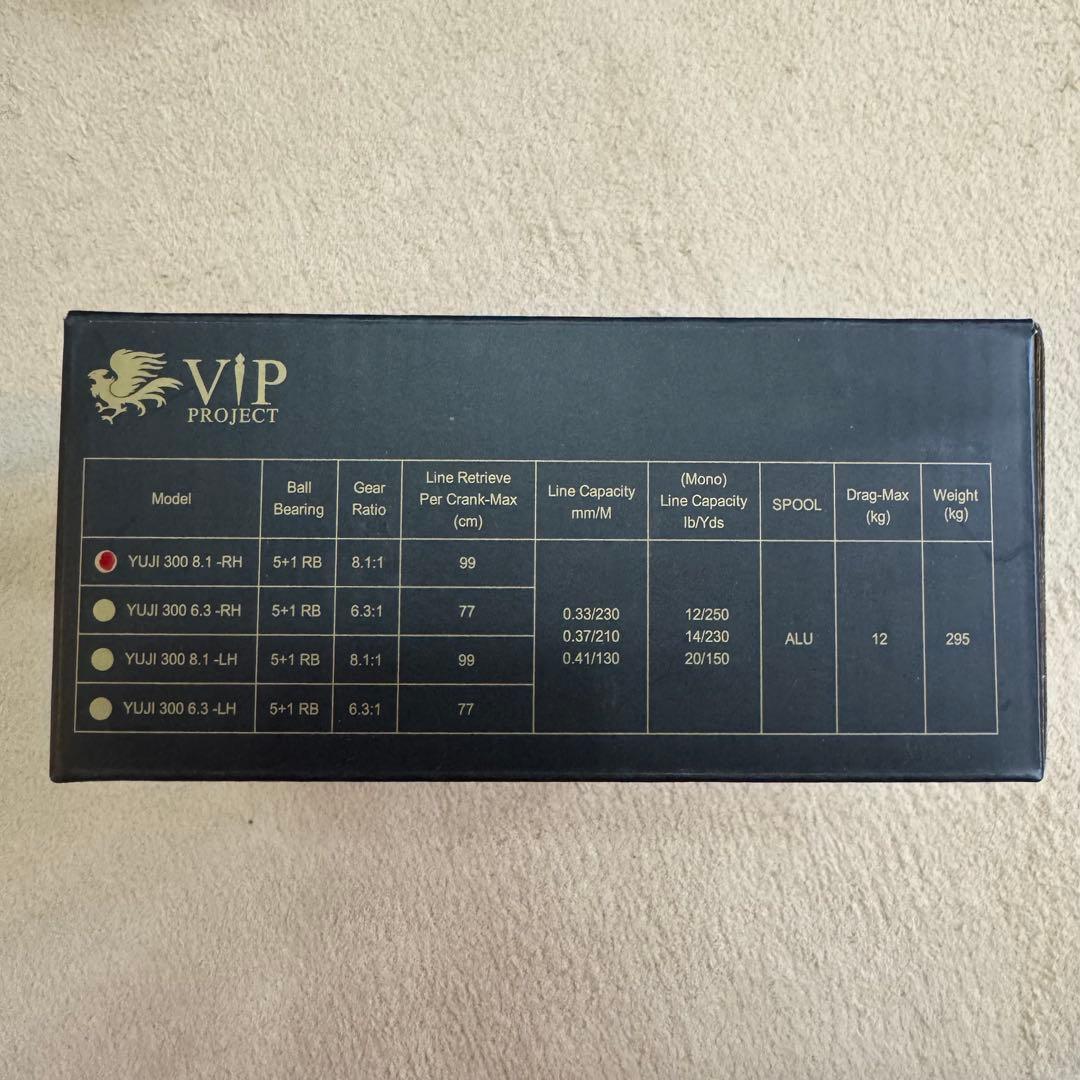 VIP
PROJECT
Model
Ball
Bearing
Gear
Ratio
Line Retrieve
Per Crank-Max
(cm)
Line Capacity
mm/M
(Mono)
Line Capacity
lb/Yds
SPOOL
Drag-Max
(kg)
Weight
(kg)
YUJI 300 8.1 -RH 5+1 RB 8.1:1 99
YUJI 300 6.3 -RH 5+1 RB 6.3:1 77
YUJI 300 8.1 -LH 5+1 RB 8.1:1 99
YUJI 300 6.3 -LH 5+1 RB 6.3:1 77
0.33/230
0.37/210
0.41/130
12/250
14/230
20/150
ALU
12
295